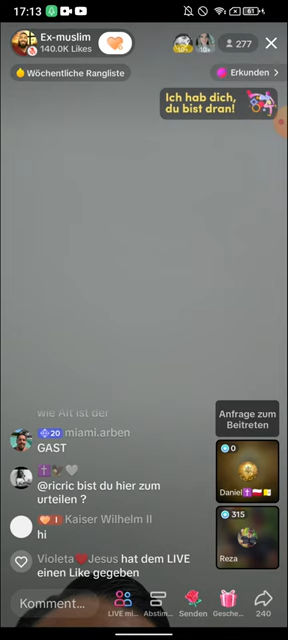 17:13
61
Ex-muslim
140.0K Likes
277
Wöchentliche Rangliste
Erkunden >
Ich hab dich,
du bist dran!
wie Alt ist der
20 miami.arben
GAST
Anfrage zum
Beitreten
@ricric bist du hier zum
urteilen ?
0
Daniel
I Kaiser Wilhelm II
hi
315
Reza
Violeta Jesus hat dem LIVE
einen Like gegeben
Komment...
LIVE mi...
Abstim...
Senden
Gesche...
240